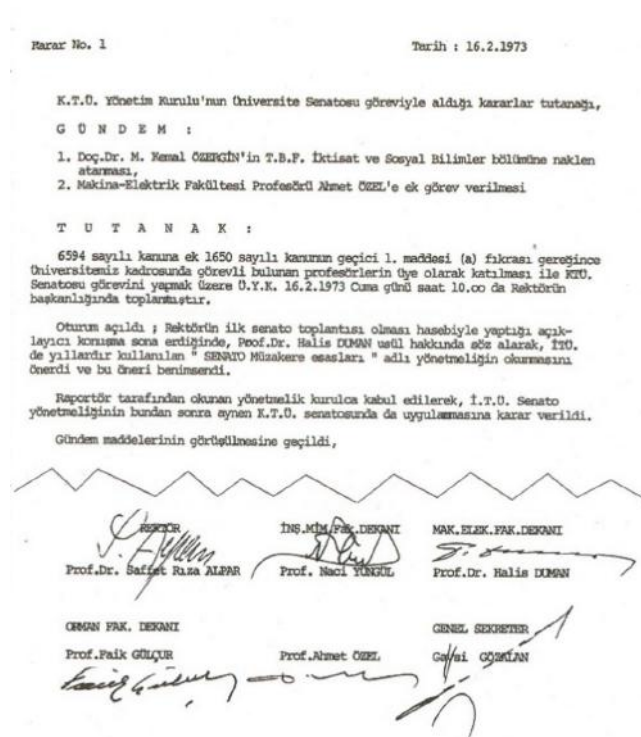 Karar No. 1 Tarih : 16.2.1973
K.T.Ü. Yönetim Kurulu'nun Üniversite Senatosu göreviyle aldığı kararlar tutanağı,
G Ü N D E M :
1. Doç.Dr. M. Kemal ÖZERGİN'in T.B.F. İktisat ve Sosyal Bilimler bölümüne naklen
atanması,
2. Makina-Elektrik Fakültesi Profesörü Ahmet ÖZEL'e ek görev verilmesi
T U T A N A K :
6594 sayılı kanuna ek 1650 sayılı kanunun geçici 1. maddesi (a) fıkrası gereğince
Üniversitemiz kadrosunda görevli bulunan profesörlerin üye olarak katılması ile KTÜ.
Senatosu görevini yapmak üzere Ü.Y.K. 16.2.1973 Cuma günü saat 10.oo da Rektörün
başkanlığında toplanmıştır.
Oturum açıldı ; Rektörün ilk senato toplantısı olması hasebiyle yaptığı açık-
layıcı konuşma sona erdiğinde, Prof.Dr. Halis DUMAN usül hakkında söz alarak, İTÜ.
de yıllardır kullanılan " SENATO Müzakere esasları " adlı yönetmeliğin okunmasını
önerdi ve bu öneri benimsendi.
Raportör tarafından okunan yönetmelik kurulca kabul edilerek, İ.T.Ü. Senato
yönetmeliğinin bundan sonra aynen K.T.Ü. senatosunda da uygulanmasına karar verildi.
Gündem maddelerinin görüşülmesine geçildi,
REKTÖR İNŞ.MİM.Fak.DEKANI MAK.ELEK.FAK.DEKANI
Prof.Dr. Saffet Rıza ALPAR Prof. Naci YÜNGÜL Prof.Dr. Halis DUMAN
ORMAN FAK. DEKANI GENEL SEKRETER
Prof.Faik GÜLÇUR Prof.Ahmet ÖZEL GÖZALAN